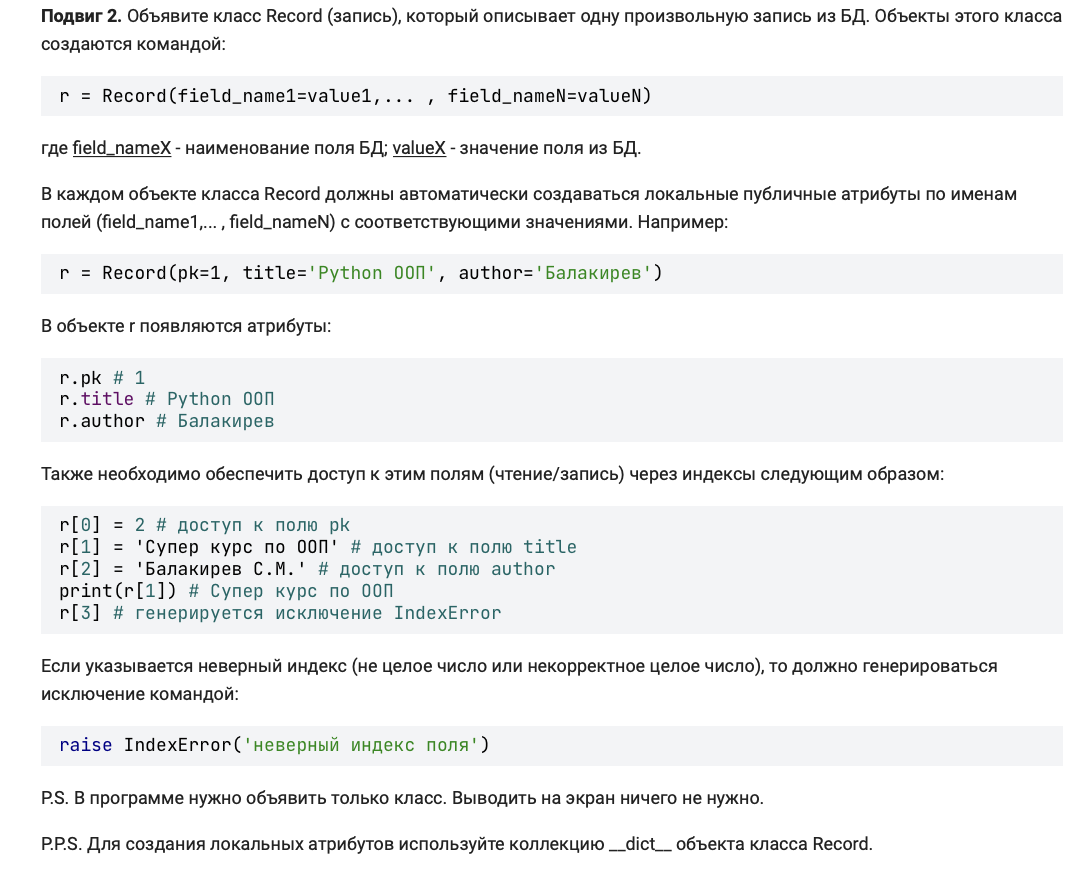 Подвиг 2. Объявите класс Record (запись), который описывает одну произвольную запись из БД. Объекты этого класса
создаются командой:
r = Record(field_name1=value1,... , field_nameN=valueN)
где field_nameX - наименование поля БД; valueX - значение поля из БД.
В каждом объекте класса Record должны автоматически создаваться локальные публичные атрибуты по именам
полей (field_name1,... , field_nameN) с соответствующими значениями. Например:
r = Record(pk=1, title='Python ООП', author='Балакирев')
В объекте r появляются атрибуты:
r.pk # 1
r.title # Python ООП
r.author # Балакирев
Также необходимо обеспечить доступ к этим полям (чтение/запись) через индексы следующим образом:
r[0] = 2 # доступ к полю pk
r[1] = 'Супер курс по ООП' # доступ к полю title
r[2] = 'Балакирев С.М.' # доступ к полю author
print(r[1]) # Супер курс по ООП
r[3] # генерируется исключение IndexError
Если указывается неверный индекс (не целое число или некорректное целое число), то должно генерироваться
исключение командой:
raise IndexError('неверный индекс поля')
P.S. В программе нужно объявить только класс. Выводить на экран ничего не нужно.
P.P.S. Для создания локальных атрибутов используйте коллекцию __dict__ объекта класса Record.